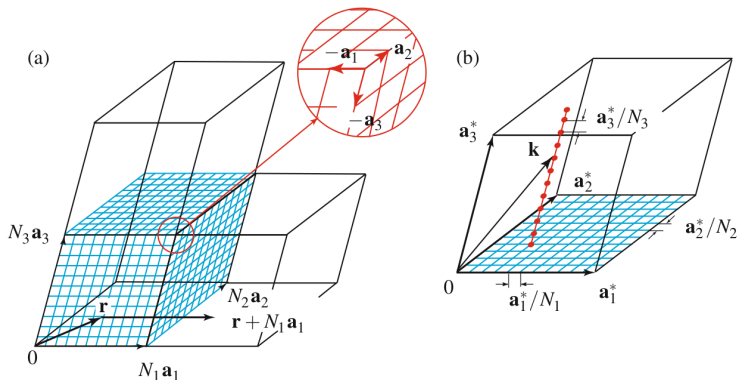 (a)
−a₁
a₂
−a₃
N₃a₃
N₂a₂
r
r + N₁a₁
0
N₁a₁
(b)
a₃*/N₃
a₃*
k
a₂*
a₂*/N₂
0
a₁*/N₁
a₁*